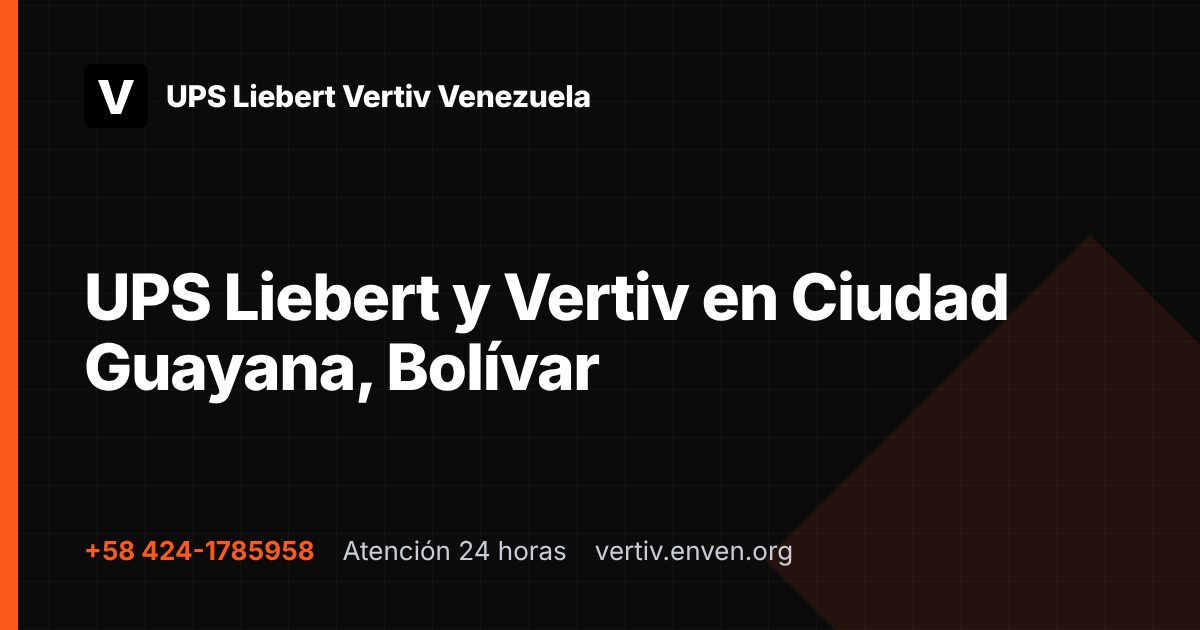 V
UPS Liebert Vertiv Venezuela
UPS Liebert y Vertiv en Ciudad
Guayana, Bolívar
+58 424-1785958 Atención 24 horas vertiv.enven.org